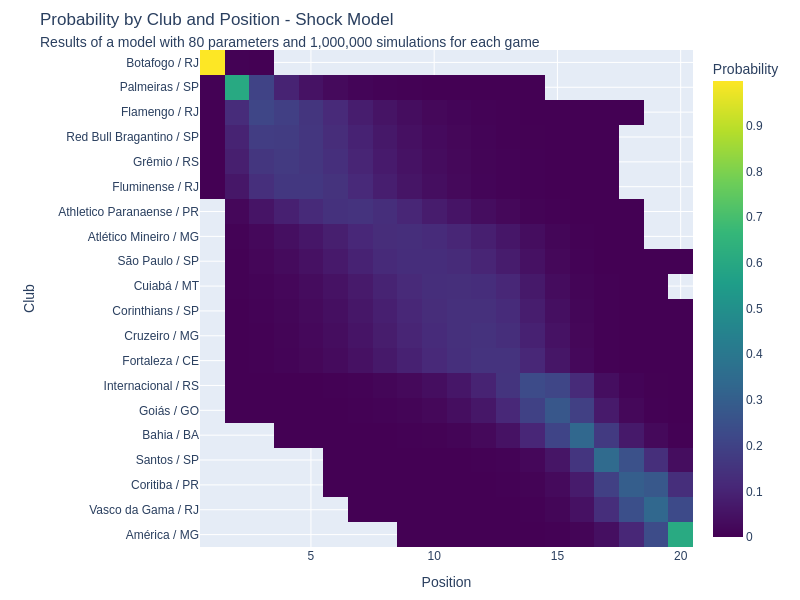 Probability by Club and Position - Shock Model
Results of a model with 80 parameters and 1,000,000 simulations for each game
Probability
Botafogo / RJ
Palmeiras / SP
Flamengo / RJ
Red Bull Bragantino / SP
Grêmio / RS
Fluminense / RJ
Athletico Paranaense / PR
Atlético Mineiro / MG
São Paulo / SP
Cuiabá / MT
Corinthians / SP
Cruzeiro / MG
Fortaleza / CE
Internacional / RS
Goiás / GO
Bahia / BA
Santos / SP
Coritiba / PR
Vasco da Gama / RJ
América / MG
Club
5
10
15
20
Position
0.9
0.8
0.7
0.6
0.5
0.4
0.3
0.2
0.1
0